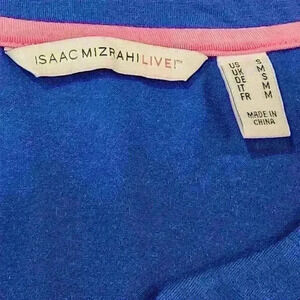 ISAAC MIZRAHI LIVE!™
US S
UK M
DE S
IT M
FR M
MADE IN
CHINA